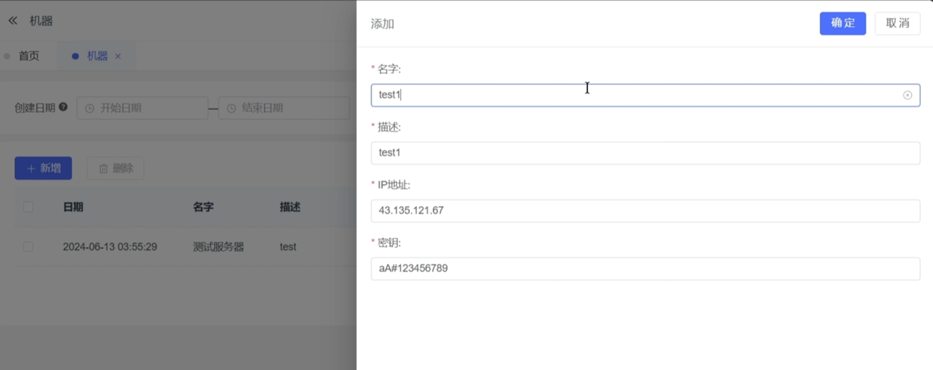 机器
添加
确定
取消
首页
机器
创建日期
开始日期
结束日期
新增
删除
日期 名字 描述
2024-06-13 03:55:29 测试服务器 test
* 名字:
test1
* 描述:
test1
* IP地址:
43.135.121.67
* 密钥:
aA#123456789